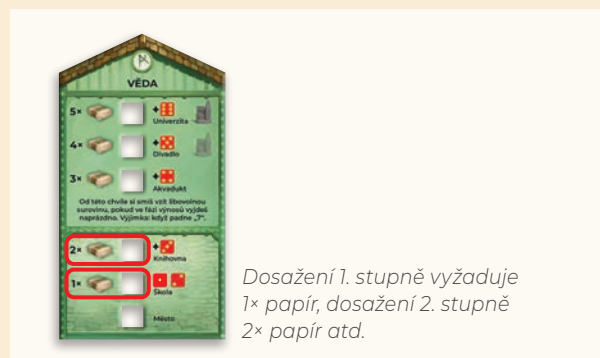 VĚDA
5×
Univerzita
4×
Divadlo
3×
Akvadukt
Od této chvíle si smíš vzít libovolnou
surovinu, pokud ve fázi výnosů vyjdeš
naprázdno. Výjimka: když padne „7“.
2×
Knihovna
1×
Škola
Město
Dosažení 1. stupně vyžaduje
1× papír, dosažení 2. stupně
2× papír atd.